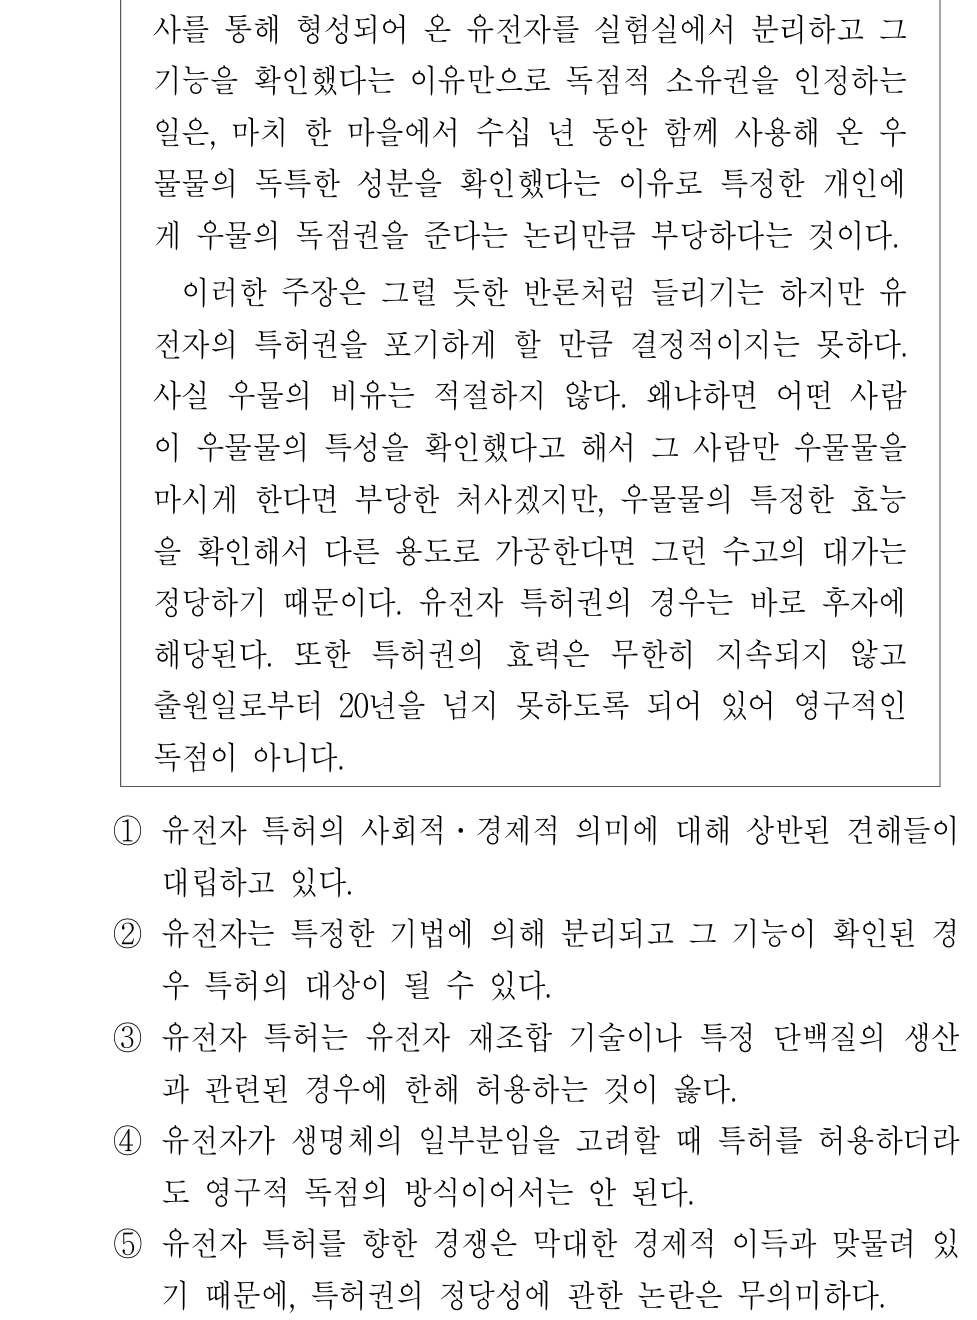 사를 통해 형성되어 온 유전자를 실험실에서 분리하고 그
기능을 확인했다는 이유만으로 독점적 소유권을 인정하는
일은, 마치 한 마을에서 수십 년 동안 함께 사용해 온 우
물물의 독특한 성분을 확인했다는 이유로 특정한 개인에
게 우물의 독점권을 준다는 논리만큼 부당하다는 것이다.
이러한 주장은 그럴 듯한 반론처럼 들리기는 하지만 유
전자의 특허권을 포기하게 할 만큼 결정적이지는 못하다.
사실 우물의 비유는 적절하지 않다. 왜냐하면 어떤 사람
이 우물물의 특성을 확인했다고 해서 그 사람만 우물물을
마시게 한다면 부당한 처사겠지만, 우물물의 특정한 효능
을 확인해서 다른 용도로 가공한다면 그런 수고의 대가는
정당하기 때문이다. 유전자 특허권의 경우는 바로 후자에
해당된다. 또한 특허권의 효력은 무한히 지속되지 않고
출원일로부터 20년을 넘지 못하도록 되어 있어 영구적인
독점이 아니다.
① 유전자 특허의 사회적・경제적 의미에 대해 상반된 견해들이
대립하고 있다.
② 유전자는 특정한 기법에 의해 분리되고 그 기능이 확인된 경
우 특허의 대상이 될 수 있다.
③ 유전자 특허는 유전자 재조합 기술이나 특정 단백질의 생산
과 관련된 경우에 한해 허용하는 것이 옳다.
④ 유전자가 생명체의 일부분임을 고려할 때 특허를 허용하더라
도 영구적 독점의 방식이어서는 안 된다.
⑤ 유전자 특허를 향한 경쟁은 막대한 경제적 이득과 맞물려 있
기 때문에, 특허권의 정당성에 관한 논란은 무의미하다.